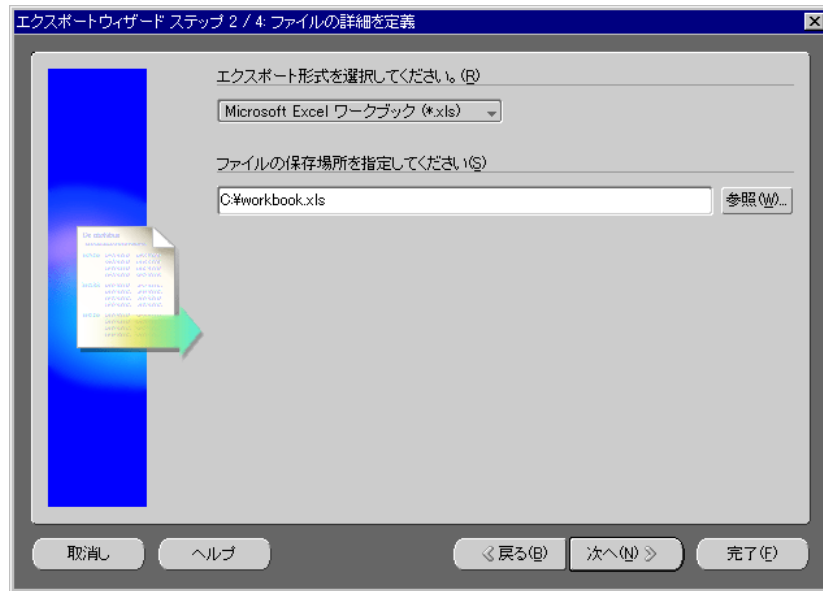 エクスポートウィザード ステップ 2 / 4: ファイルの詳細を定義
エクスポート形式を選択してください。(R)
Microsoft Excel ワークブック (*.xls)
ファイルの保存場所を指定してください(S)
C:¥workbook.xls
参照(W)...
取消し
ヘルプ
戻る(B)
次へ(N)
完了(F)